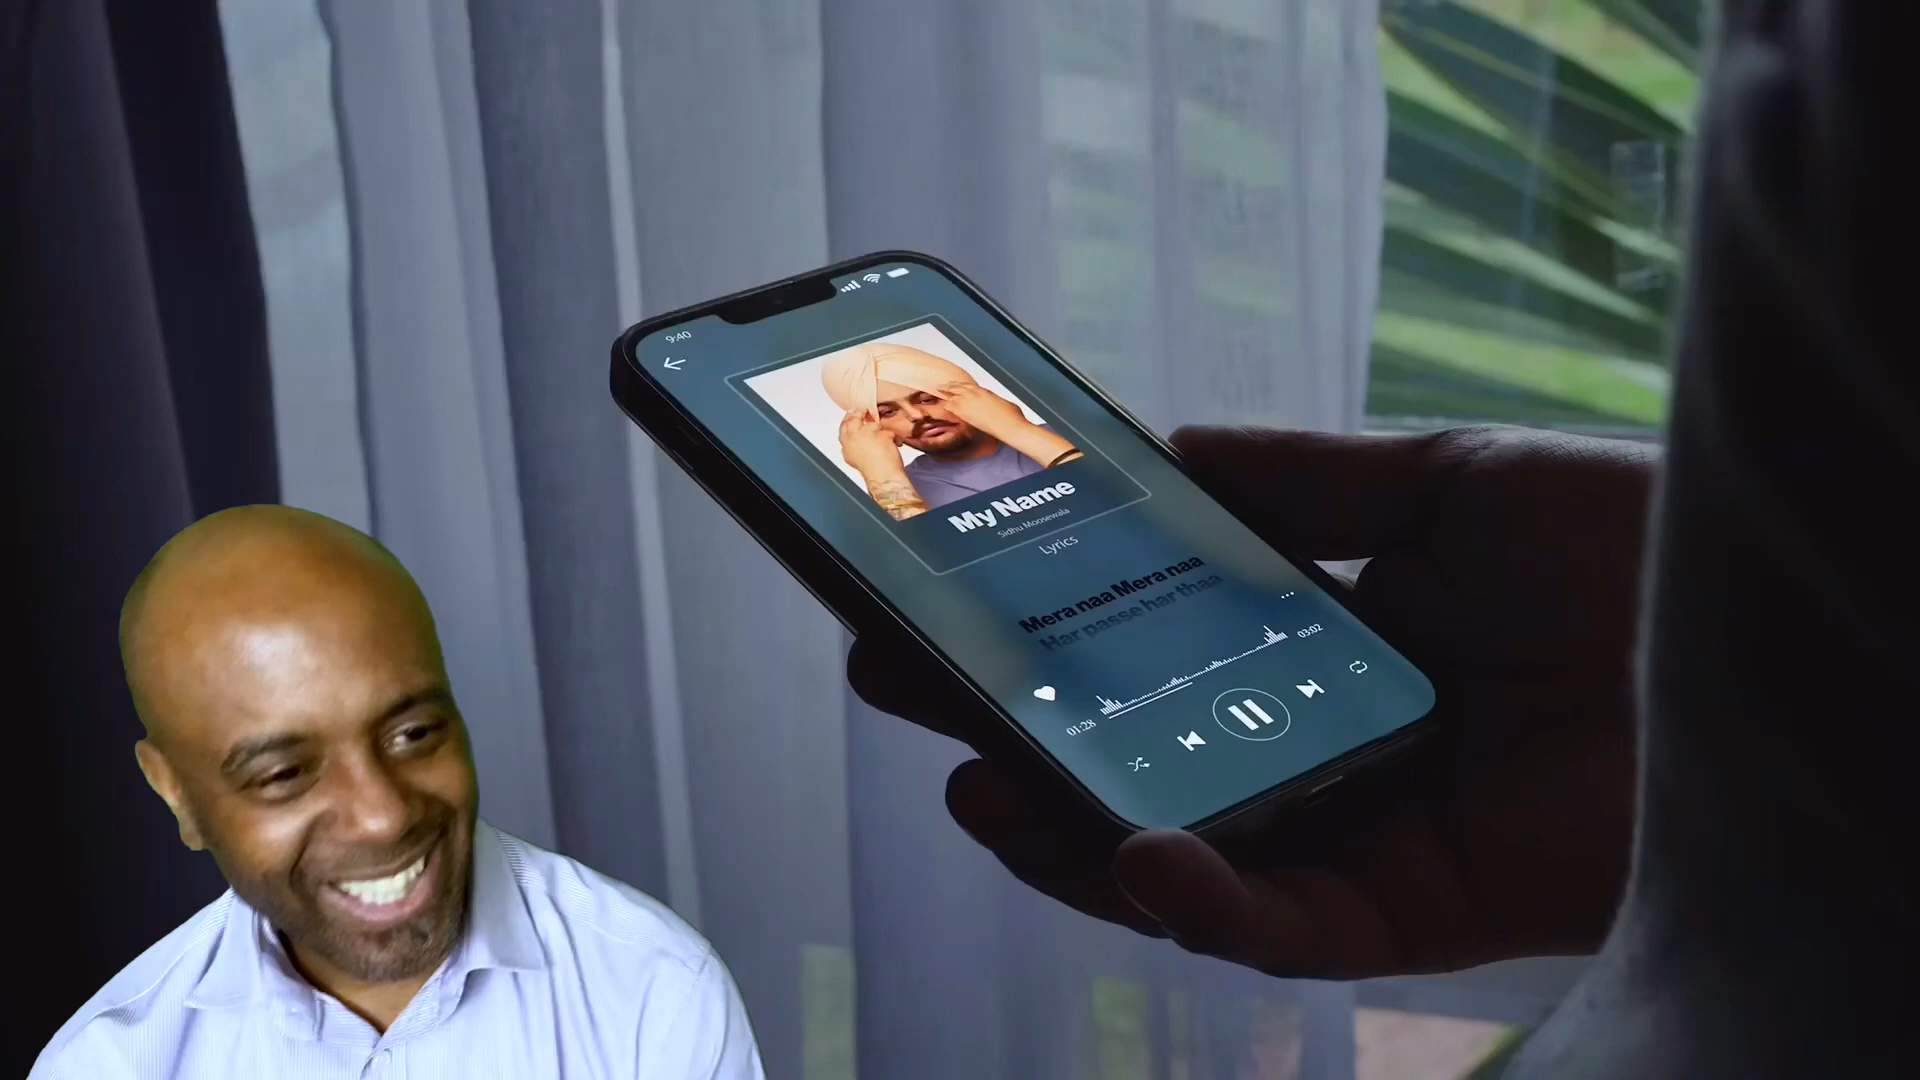 9:40
My Name
Sidhu Moosewala
Lyrics
Mera naa Mera naa
Har passe har thaa
01:28
03:02